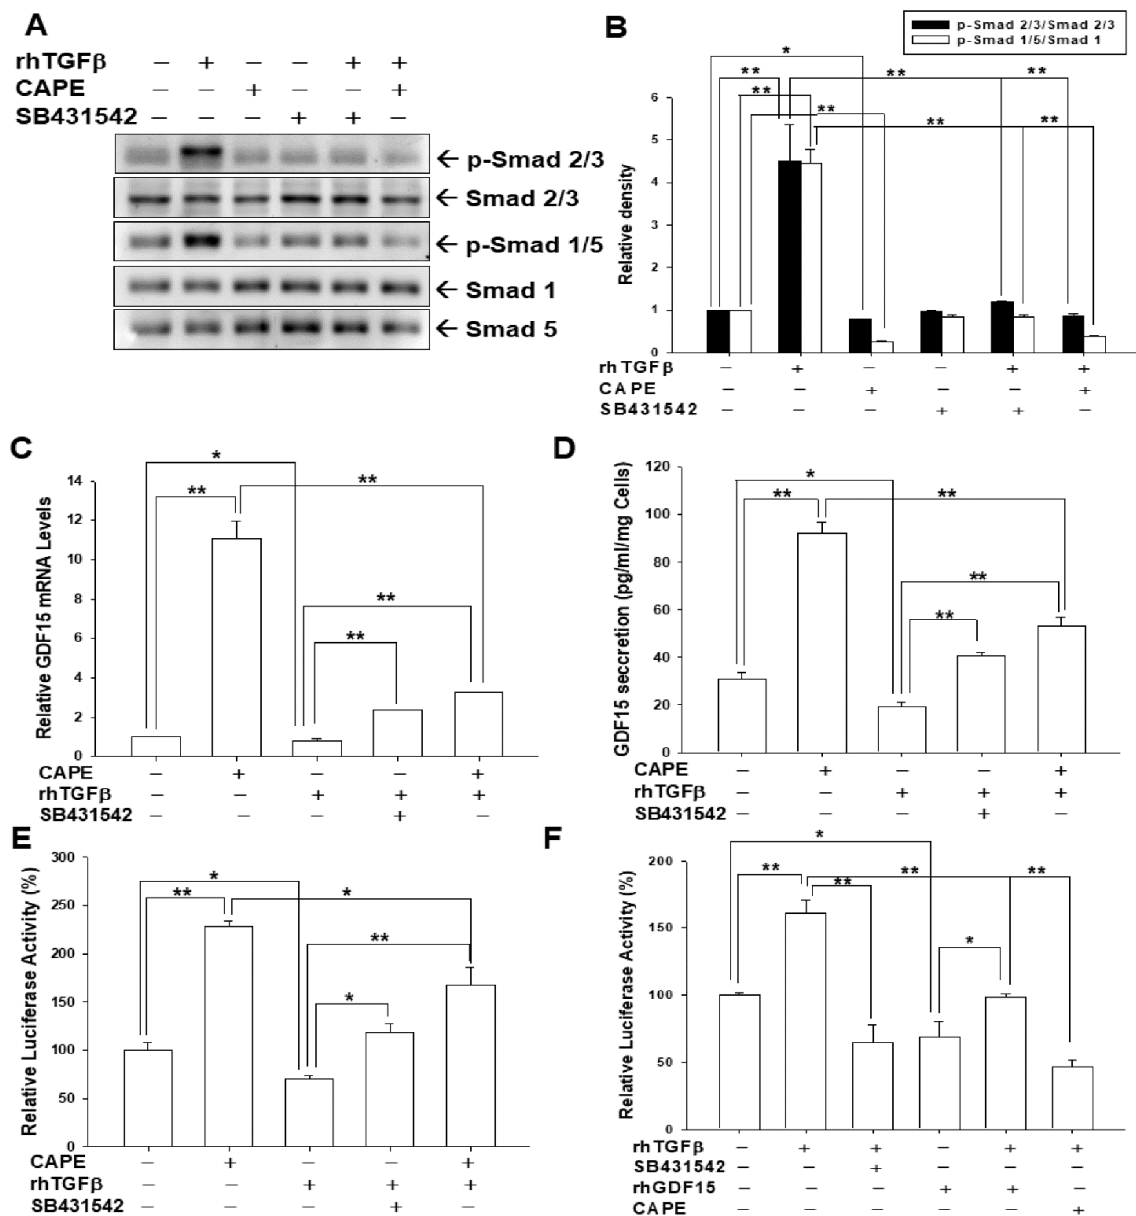 A
rhTGFβ − + − − + +
CAPE − − + − − +
SB431542 − − − + + −
← p-Smad 2/3
← Smad 2/3
← p-Smad 1/5
← Smad 1
← Smad 5
B
p-Smad 2/3/Smad 2/3
p-Smad 1/5/Smad 1
*
** ** **
**
**
** **
Relative density
6
5
4
3
2
1
0
rhTGFβ − + − − + +
CAPE − − + − − +
SB431542 − − − + + −
C
*
** **
**
**
Relative GDF15 mRNA Levels
14
12
10
8
6
4
2
0
CAPE − + − − +
rhTGFβ − − + + +
SB431542 − − − + −
D
*
** **
**
**
GDF15 seccretion (pg/ml/mg Cells)
120
100
80
60
40
20
0
CAPE − + − − +
rhTGFβ − − + + +
SB431542 − − − + −
E
*
** *
**
*
Relative Luciferase Activity (%)
300
250
200
150
100
50
0
CAPE − + − − +
rhTGFβ − − + + +
SB431542 − − − + −
F
*
** ** **
**
*
Relative Luciferase Activity (%)
200
150
100
50
0
rhTGFβ − + + − + +
SB431542 − − + − − −
rhGDF15 − − − + + −
CAPE − − − − − +